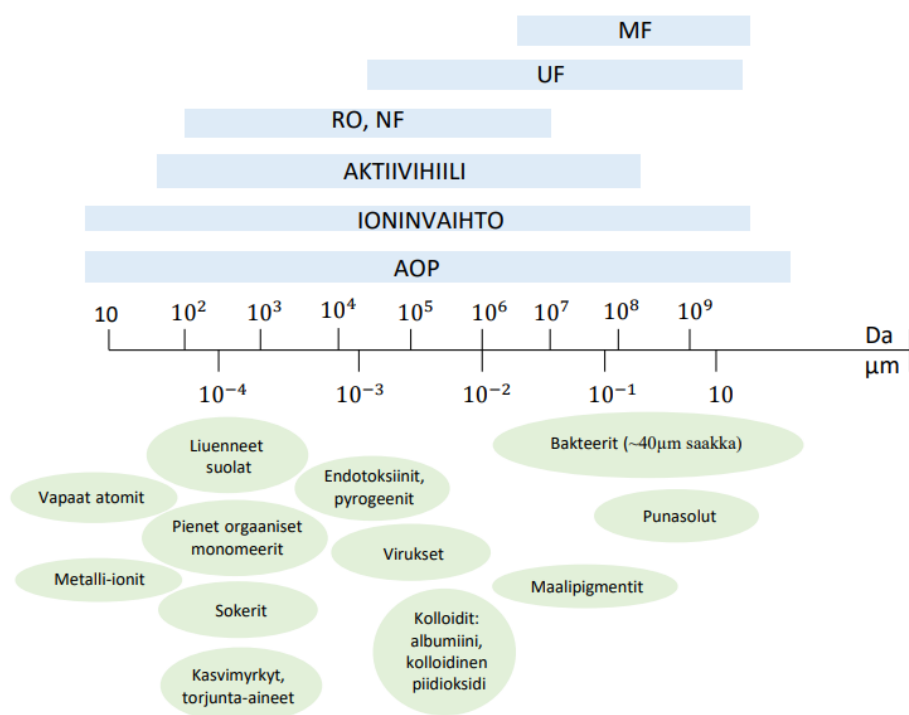 MF
UF
RO, NF
AKTIIVIHIILI
IONINVAIHTO
AOP
10 10² 10³ 10⁴ 10⁵ 10⁶ 10⁷ 10⁸ 10⁹ Da
10⁻⁴ 10⁻³ 10⁻² 10⁻¹ 10 µm
Liuenneet
suolat
Bakteerit (~40µm saakka)
Endotoksiinit,
pyrogeenit
Vapaat atomit
Punasolut
Pienet orgaaniset
monomeerit
Virukset
Metalli-ionit
Maalipigmentit
Sokerit
Kolloidit:
albumiini,
kolloidinen
piidioksidi
Kasvimyrkyt,
torjunta-aineet